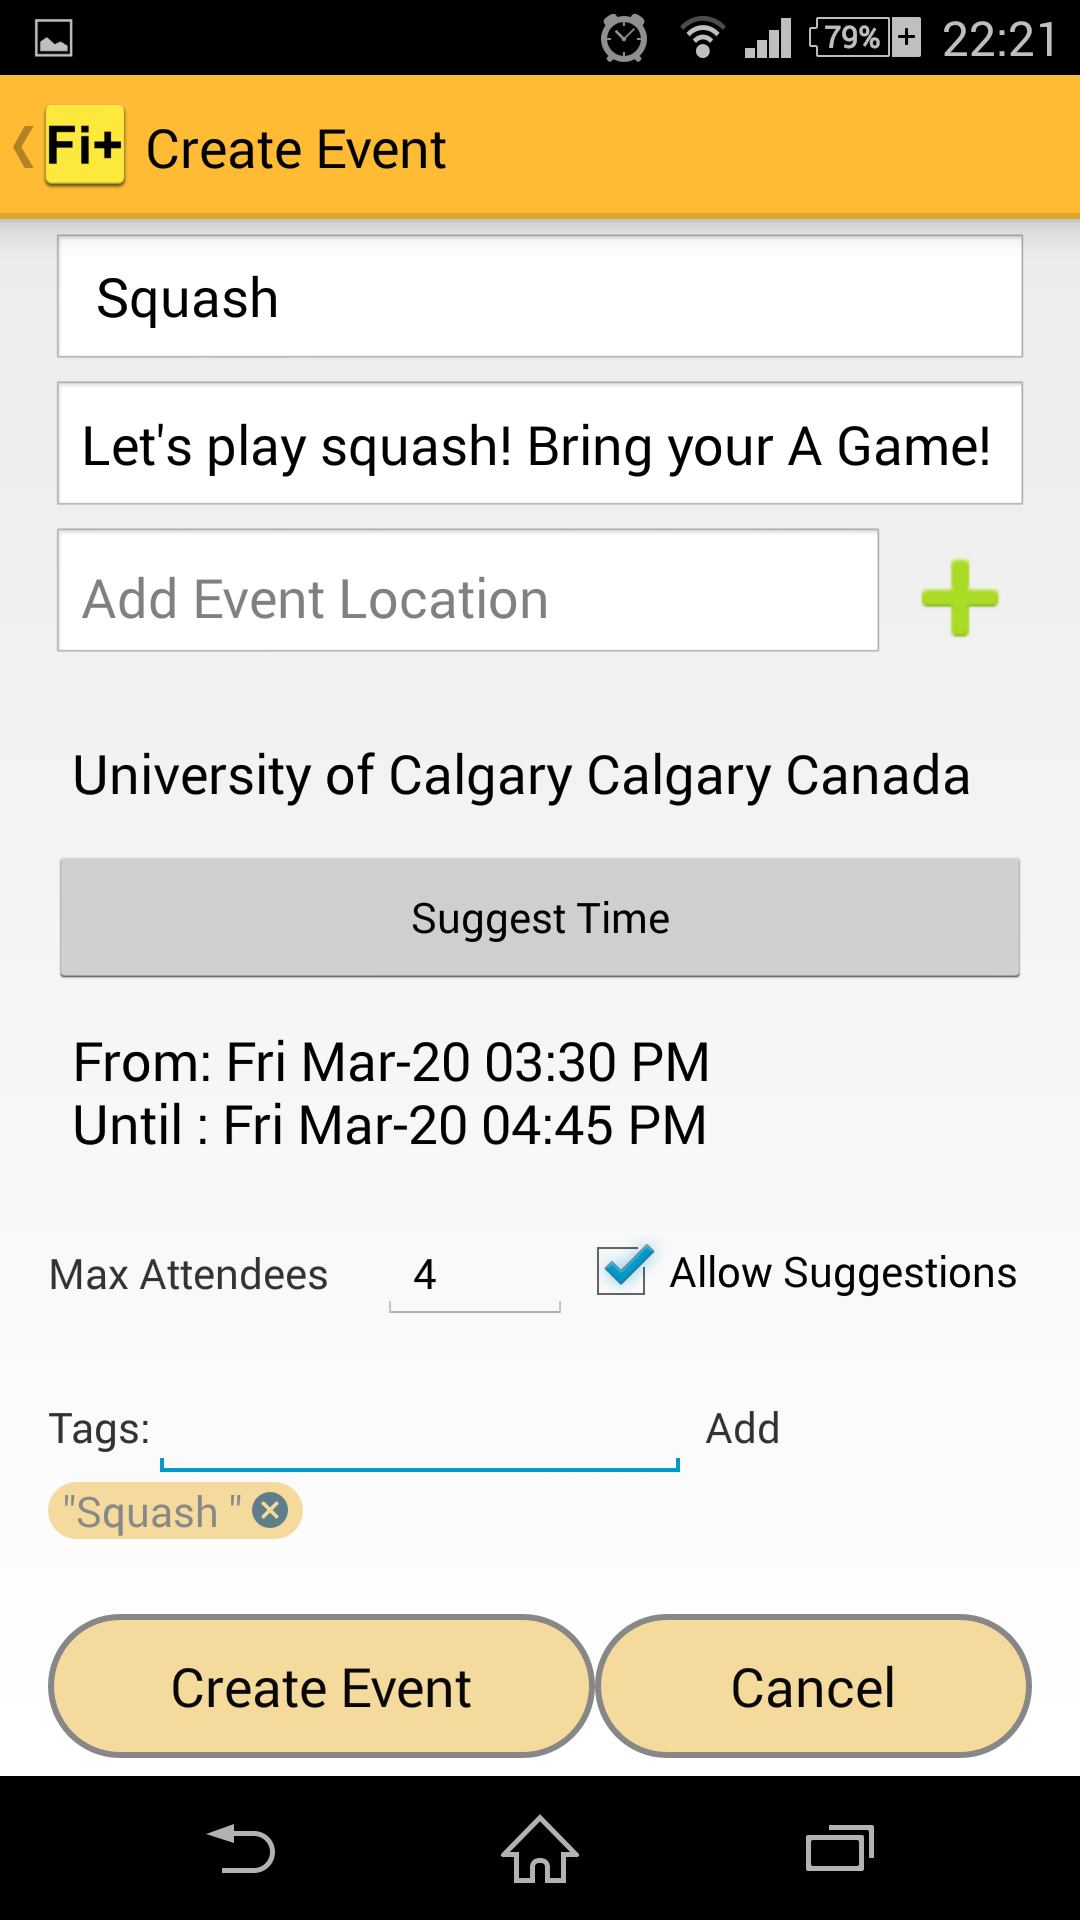 79% 22:21
Fi+ Create Event
Squash
Let's play squash! Bring your A Game!
Add Event Location
University of Calgary Calgary Canada
Suggest Time
From: Fri Mar-20 03:30 PM
Until : Fri Mar-20 04:45 PM
Max Attendees 4 Allow Suggestions
Tags: Add
"Squash "
Create Event Cancel